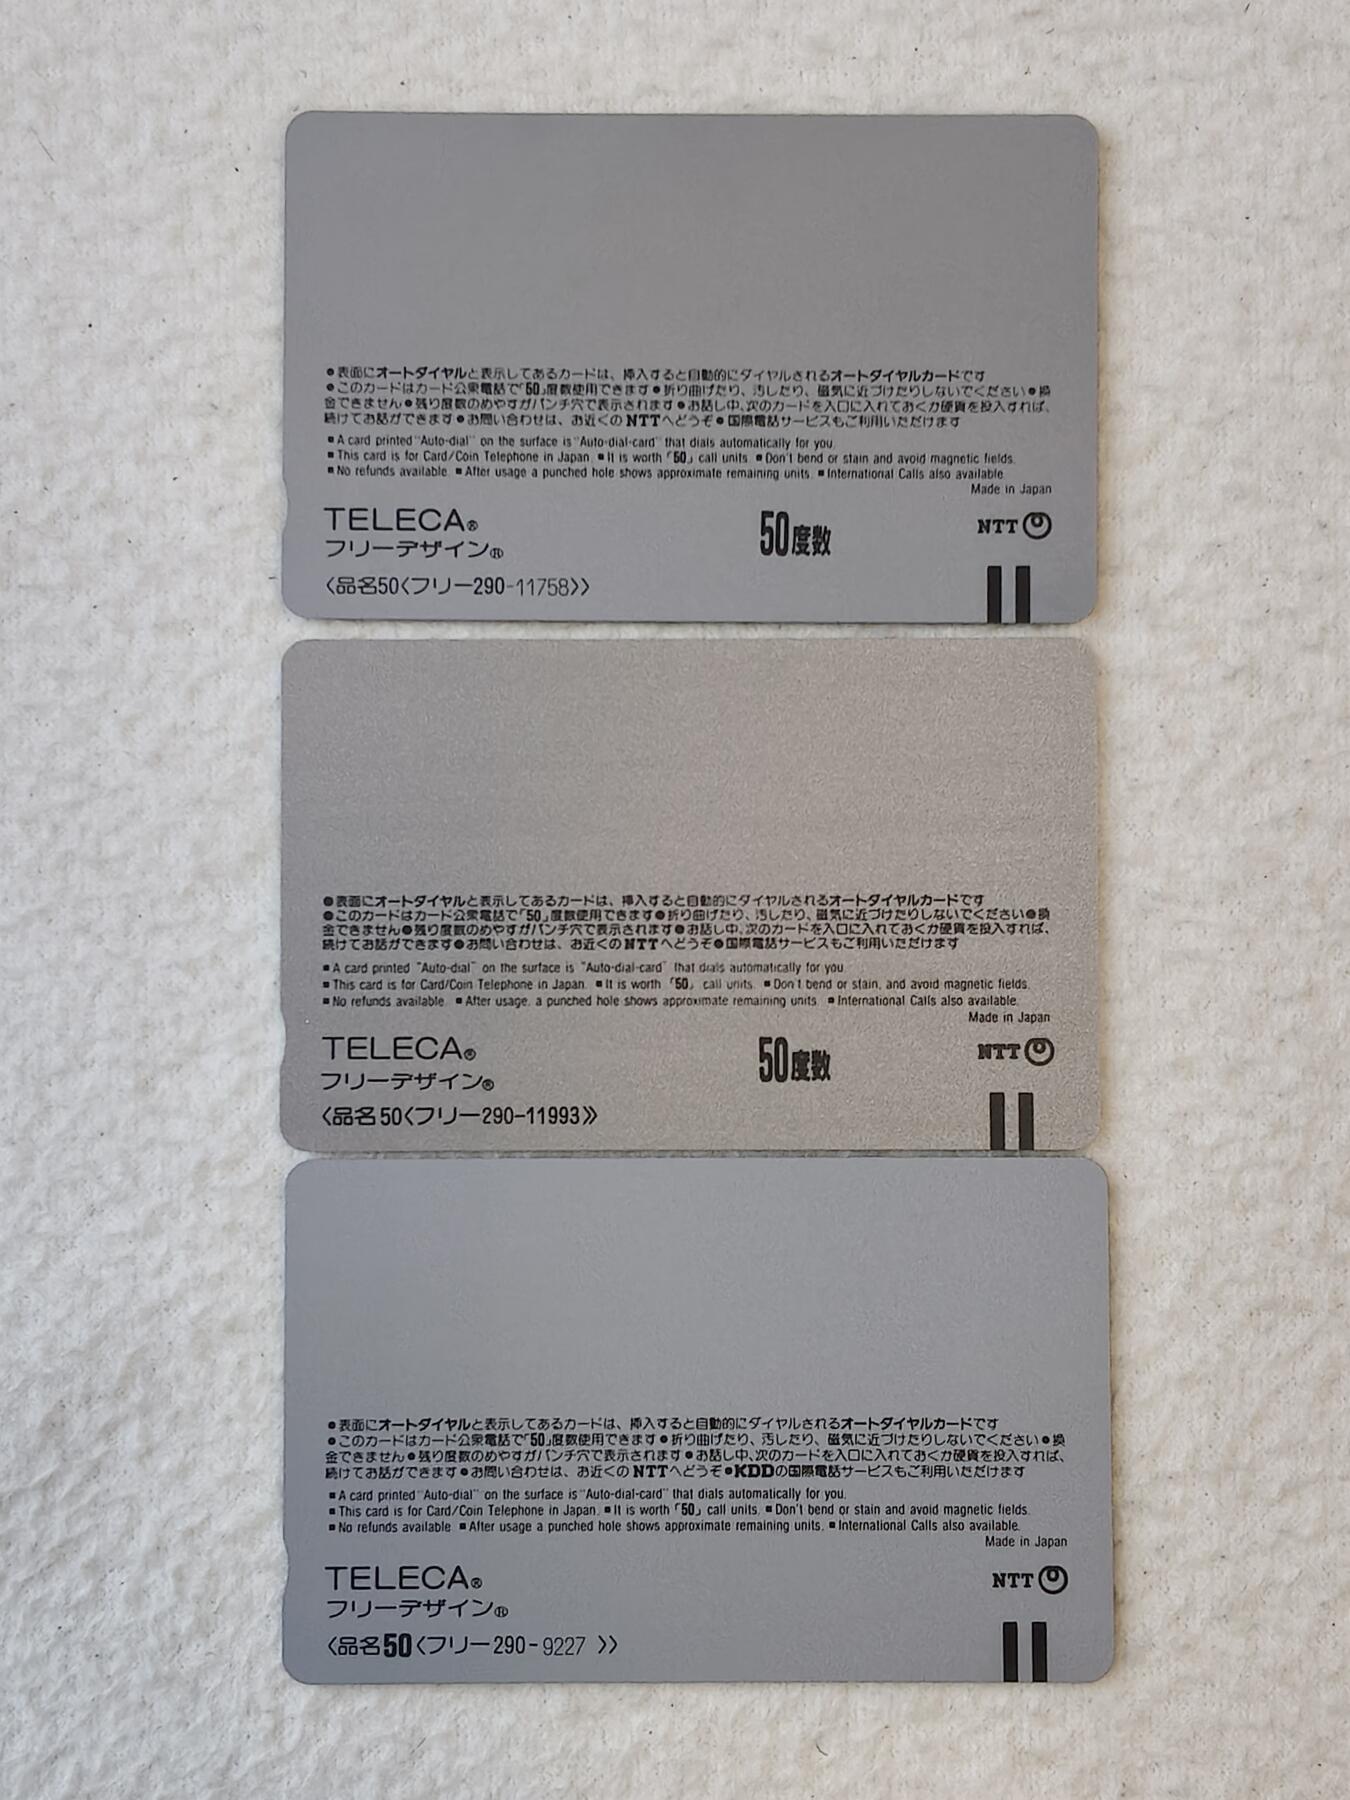 ●表面にオートダイヤルと表示してあるカードは、挿入すると自動的にダイヤルされるオートダイヤルカードです
●このカードはカード公衆電話で「50」度数使用できます●折り曲げたり、汚したり、磁気に近づけたりしないでください●換
金できません●残り度数のめやすがパンチ穴で表示されます●お話し中、次のカードを入口に入れておくか硬貨を投入すれば、
続けてお話ができます●お問い合わせは、お近くのNTTへどうぞ●国際電話サービスもご利用いただけます
■A card printed "Auto-dial" on the surface is "Auto-dial-card" that dials automatically for you.
■This card is for Card/Coin Telephone in Japan. ■It is worth「50」call units. ■Don't bend or stain and avoid magnetic fields.
■No refunds available. ■After usage a punched hole shows approximate remaining units. ■International Calls also available.
Made in Japan
TELECA®
フリーデザイン®
50度数
NTT
〈品名50〈フリー290-11758〉〉
●表面にオートダイヤルと表示してあるカードは、挿入すると自動的にダイヤルされるオートダイヤルカードです
●このカードはカード公衆電話で「50」度数使用できます●折り曲げたり、汚したり、磁気に近づけたりしないでください●換
金できません●残り度数のめやすがパンチ穴で表示されます●お話し中、次のカードを入口に入れておくか硬貨を投入すれば、
続けてお話ができます●お問い合わせは、お近くのNTTへどうぞ●国際電話サービスもご利用いただけます
■A card printed "Auto-dial" on the surface is "Auto-dial-card" that dials automatically for you.
■This card is for Card/Coin Telephone in Japan. ■It is worth「50」call units. ■Don't bend or stain, and avoid magnetic fields.
■No refunds available. ■After usage, a punched hole shows approximate remaining units. ■International Calls also available.
Made in Japan
TELECA®
フリーデザイン®
50度数
NTT
〈品名50〈フリー290-11993〉〉
●表面にオートダイヤルと表示してあるカードは、挿入すると自動的にダイヤルされるオートダイヤルカードです
●このカードはカード公衆電話で「50」度数使用できます●折り曲げたり、汚したり、磁気に近づけたりしないでください●換
金できません●残り度数のめやすがパンチ穴で表示されます●お話し中、次のカードを入口に入れておくか硬貨を投入すれば、
続けてお話ができます●お問い合わせは、お近くのNTTへどうぞ●KDDの国際電話サービスもご利用いただけます
■A card printed "Auto-dial" on the surface is "Auto-dial-card" that dials automatically for you.
■This card is for Card/Coin Telephone in Japan. ■It is worth「50」call units. ■Don't bend or stain and avoid magnetic fields.
■No refunds available ■After usage a punched hole shows approximate remaining units. ■International Calls also available.
Made in Japan
TELECA®
フリーデザイン®
NTT
〈品名50〈フリー290-9227 〉〉